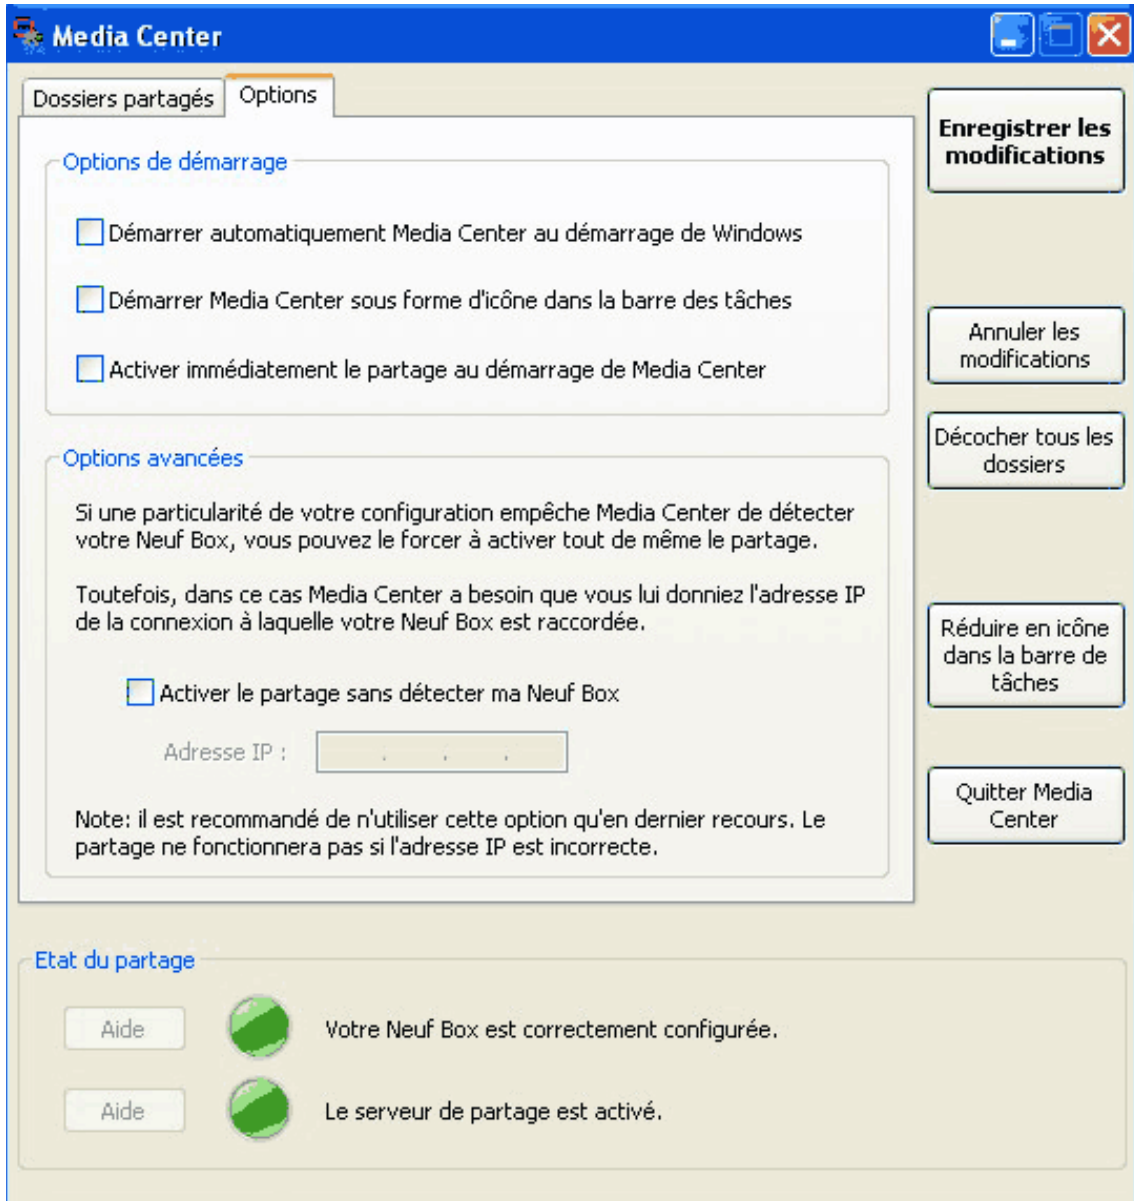 Media Center
Dossiers partagés
Options
Enregistrer les
modifications
Options de démarrage
Démarrer automatiquement Media Center au démarrage de Windows
Démarrer Media Center sous forme d'icône dans la barre des tâches
Activer immédiatement le partage au démarrage de Media Center
Annuler les
modifications
Décocher tous les
dossiers
Options avancées
Si une particularité de votre configuration empêche Media Center de détecter
votre Neuf Box, vous pouvez le forcer à activer tout de même le partage.
Toutefois, dans ce cas Media Center a besoin que vous lui donniez l'adresse IP
de la connexion à laquelle votre Neuf Box est raccordée.
Activer le partage sans détecter ma Neuf Box
Adresse IP : . . .
Note: il est recommandé de n'utiliser cette option qu'en dernier recours. Le
partage ne fonctionnera pas si l'adresse IP est incorrecte.
Réduire en icône
dans la barre de
tâches
Quitter Media
Center
Etat du partage
Aide
Votre Neuf Box est correctement configurée.
Aide
Le serveur de partage est activé.